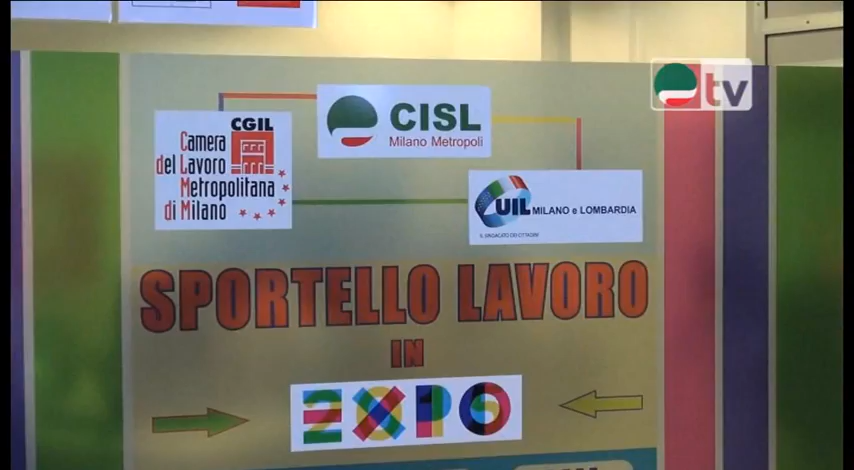 tv
CGIL
Camera
del Lavoro
Metropolitana
di Milano
CISL
Milano Metropoli
UIL MILANO e LOMBARDIA
IL SINDACATO DEI CITTADINI
SPORTELLO LAVORO
IN
EXPO